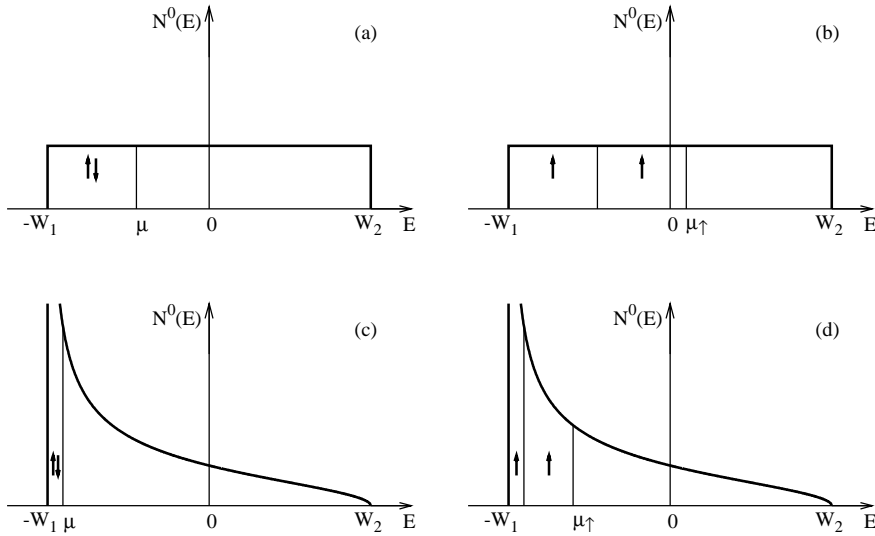 N⁰(E) (a)
-W₁ μ 0 W₂ E
N⁰(E) (b)
-W₁ 0 μ↑ W₂ E
N⁰(E) (c)
-W₁ μ 0 W₂ E
N⁰(E) (d)
-W₁ μ↑ 0 W₂ E